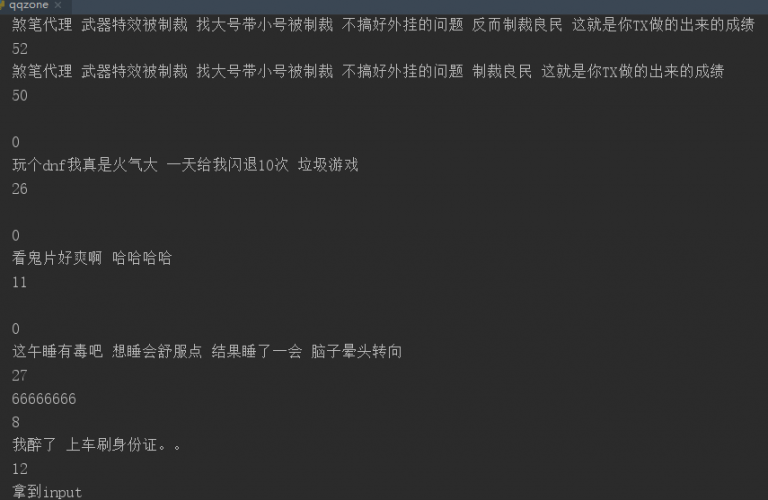 qqzone
煞笔代理 武器特效被制裁 找大号带小号被制裁 不搞好外挂的问题 反而制裁良民 这就是你TX做的出来的成绩
52
煞笔代理 武器特效被制裁 找大号带小号被制裁 不搞好外挂的问题 制裁良民 这就是你TX做的出来的成绩
50
0
玩个dnf我真是火气大 一天给我闪退10次 垃圾游戏
26
0
看鬼片好爽啊 哈哈哈哈
11
0
这午睡有毒吧 想睡会舒服点 结果睡了一会 脑子晕头转向
27
66666666
8
我醉了 上车刷身份证。。
12
拿到input